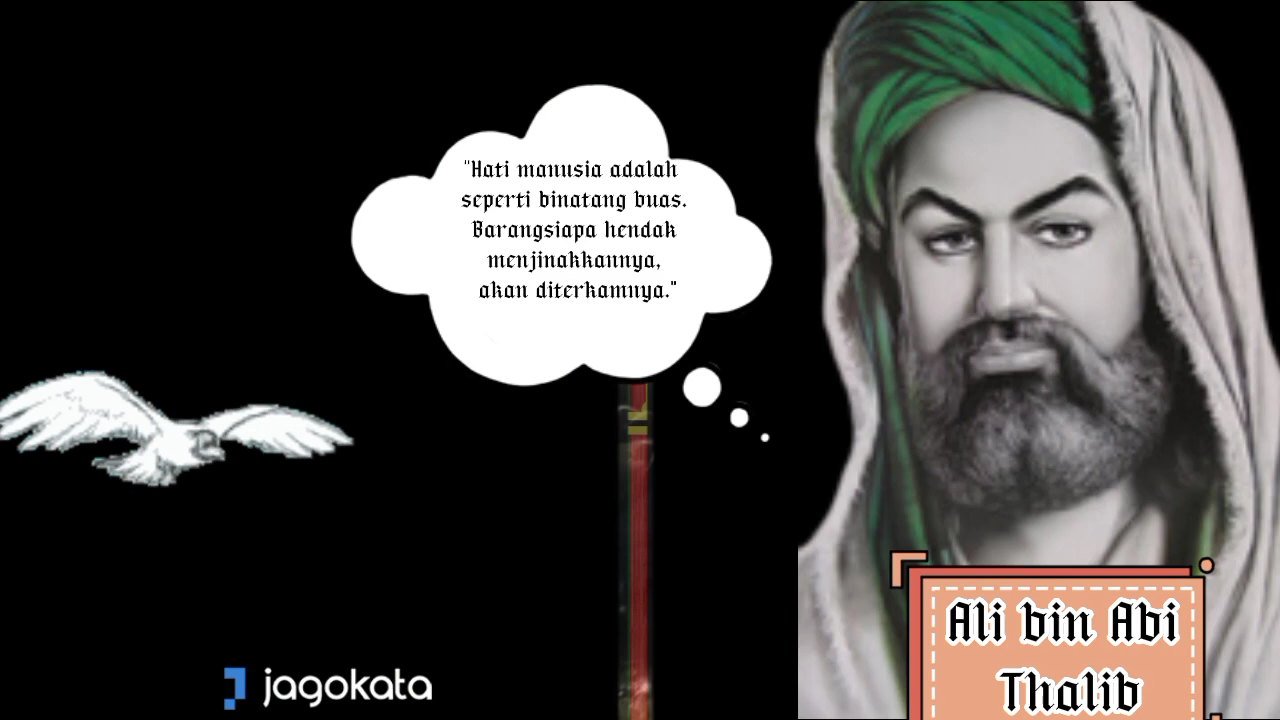 "Hati manusia adalah
seperti binatang buas.
Barangsiapa hendak
menjinakkannya,
akan diterkamnya."
Ali bin Abi
Thalib
jagokata